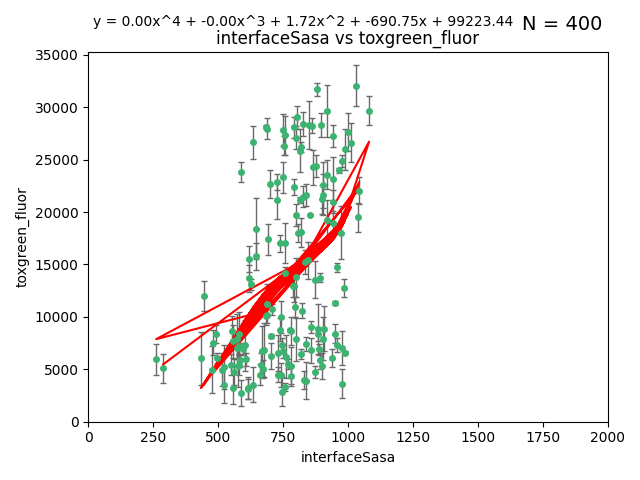 y = 0.00x^4 + -0.00x^3 + 1.72x^2 + -690.75x + 99223.44 N = 400
interfaceSasa vs toxgreen_fluor
35000
30000
25000
20000
15000
10000
5000
0
toxgreen_fluor
0 250 500 750 1000 1250 1500 1750 2000
interfaceSasa